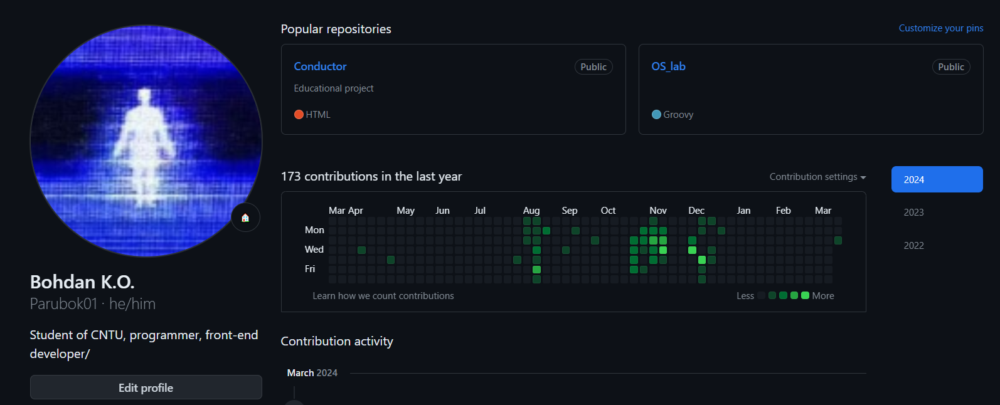 Popular repositories
Customize your pins
Conductor
Public
Educational project
HTML
OS_lab
Public
Groovy
173 contributions in the last year
Contribution settings
2024
2023
2022
Mar Apr May Jun Jul Aug Sep Oct Nov Dec Jan Feb Mar
Mon
Wed
Fri
Learn how we count contributions
Less
More
Bohdan K.O.
Parubok01 · he/him
Student of CNTU, programmer, front-end
developer/
Edit profile
Contribution activity
March 2024